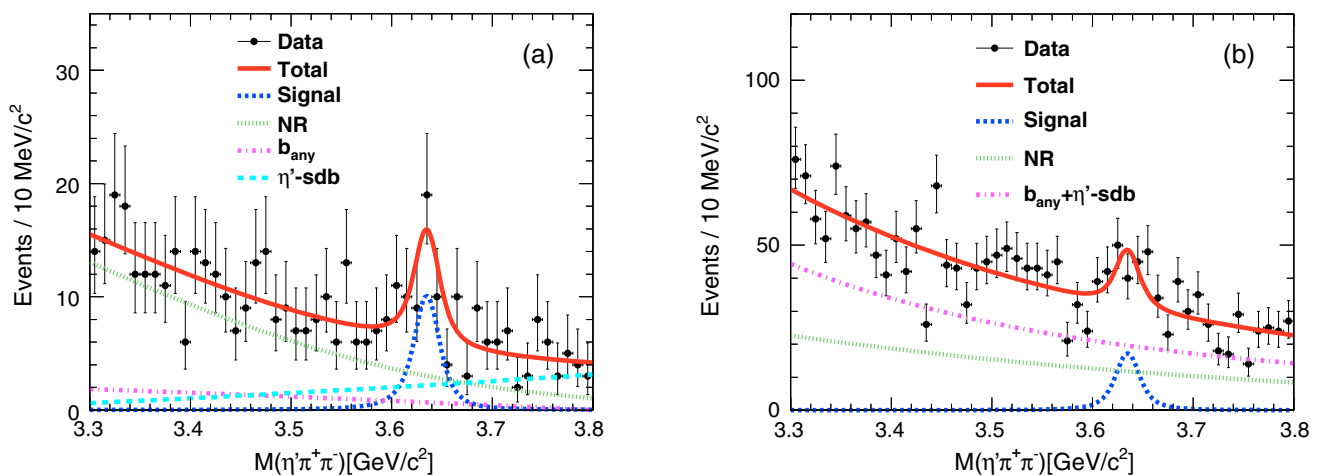 (a)
Data
Total
Signal
NR
b_any
η'-sdb
Events / 10 MeV/c²
30
20
10
0
3.3 3.4 3.5 3.6 3.7 3.8
M(η'π⁺π⁻)[GeV/c²]
(b)
Data
Total
Signal
NR
b_any+η'-sdb
Events / 10 MeV/c²
100
50
0
3.3 3.4 3.5 3.6 3.7 3.8
M(η'π⁺π⁻)[GeV/c²]